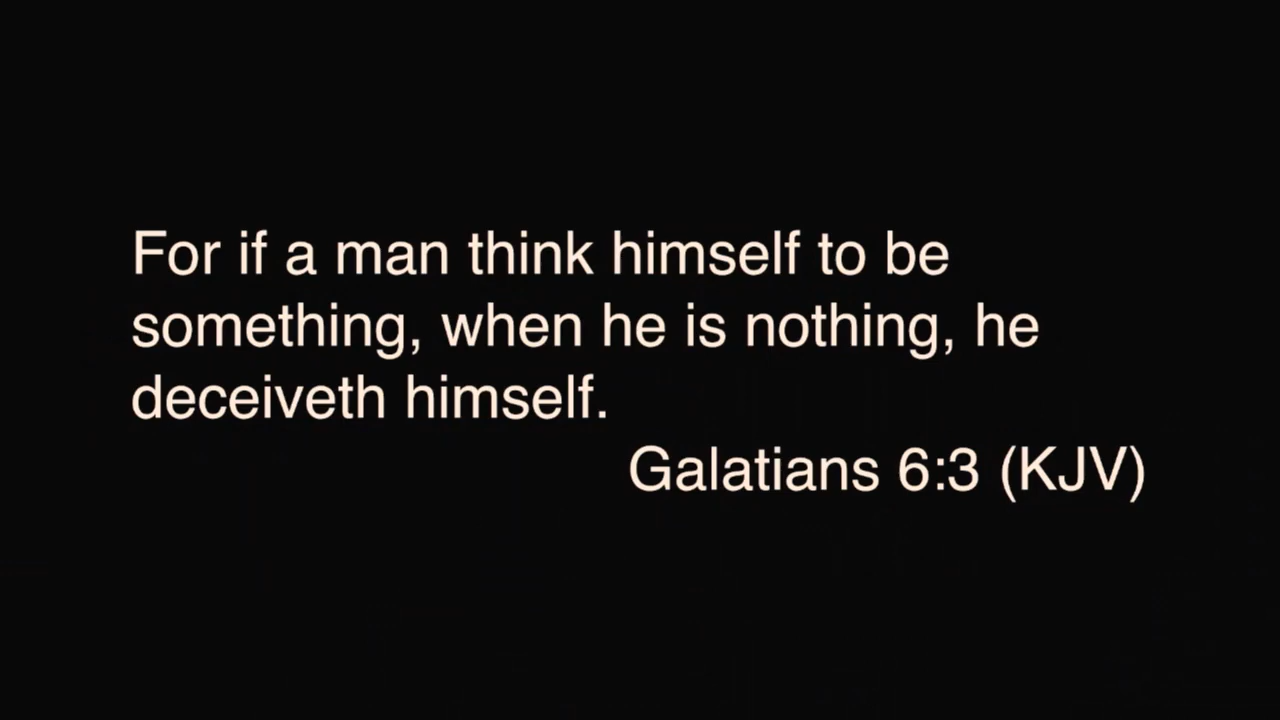 For if a man think himself to be
something, when he is nothing, he
deceiveth himself.
Galatians 6:3 (KJV)